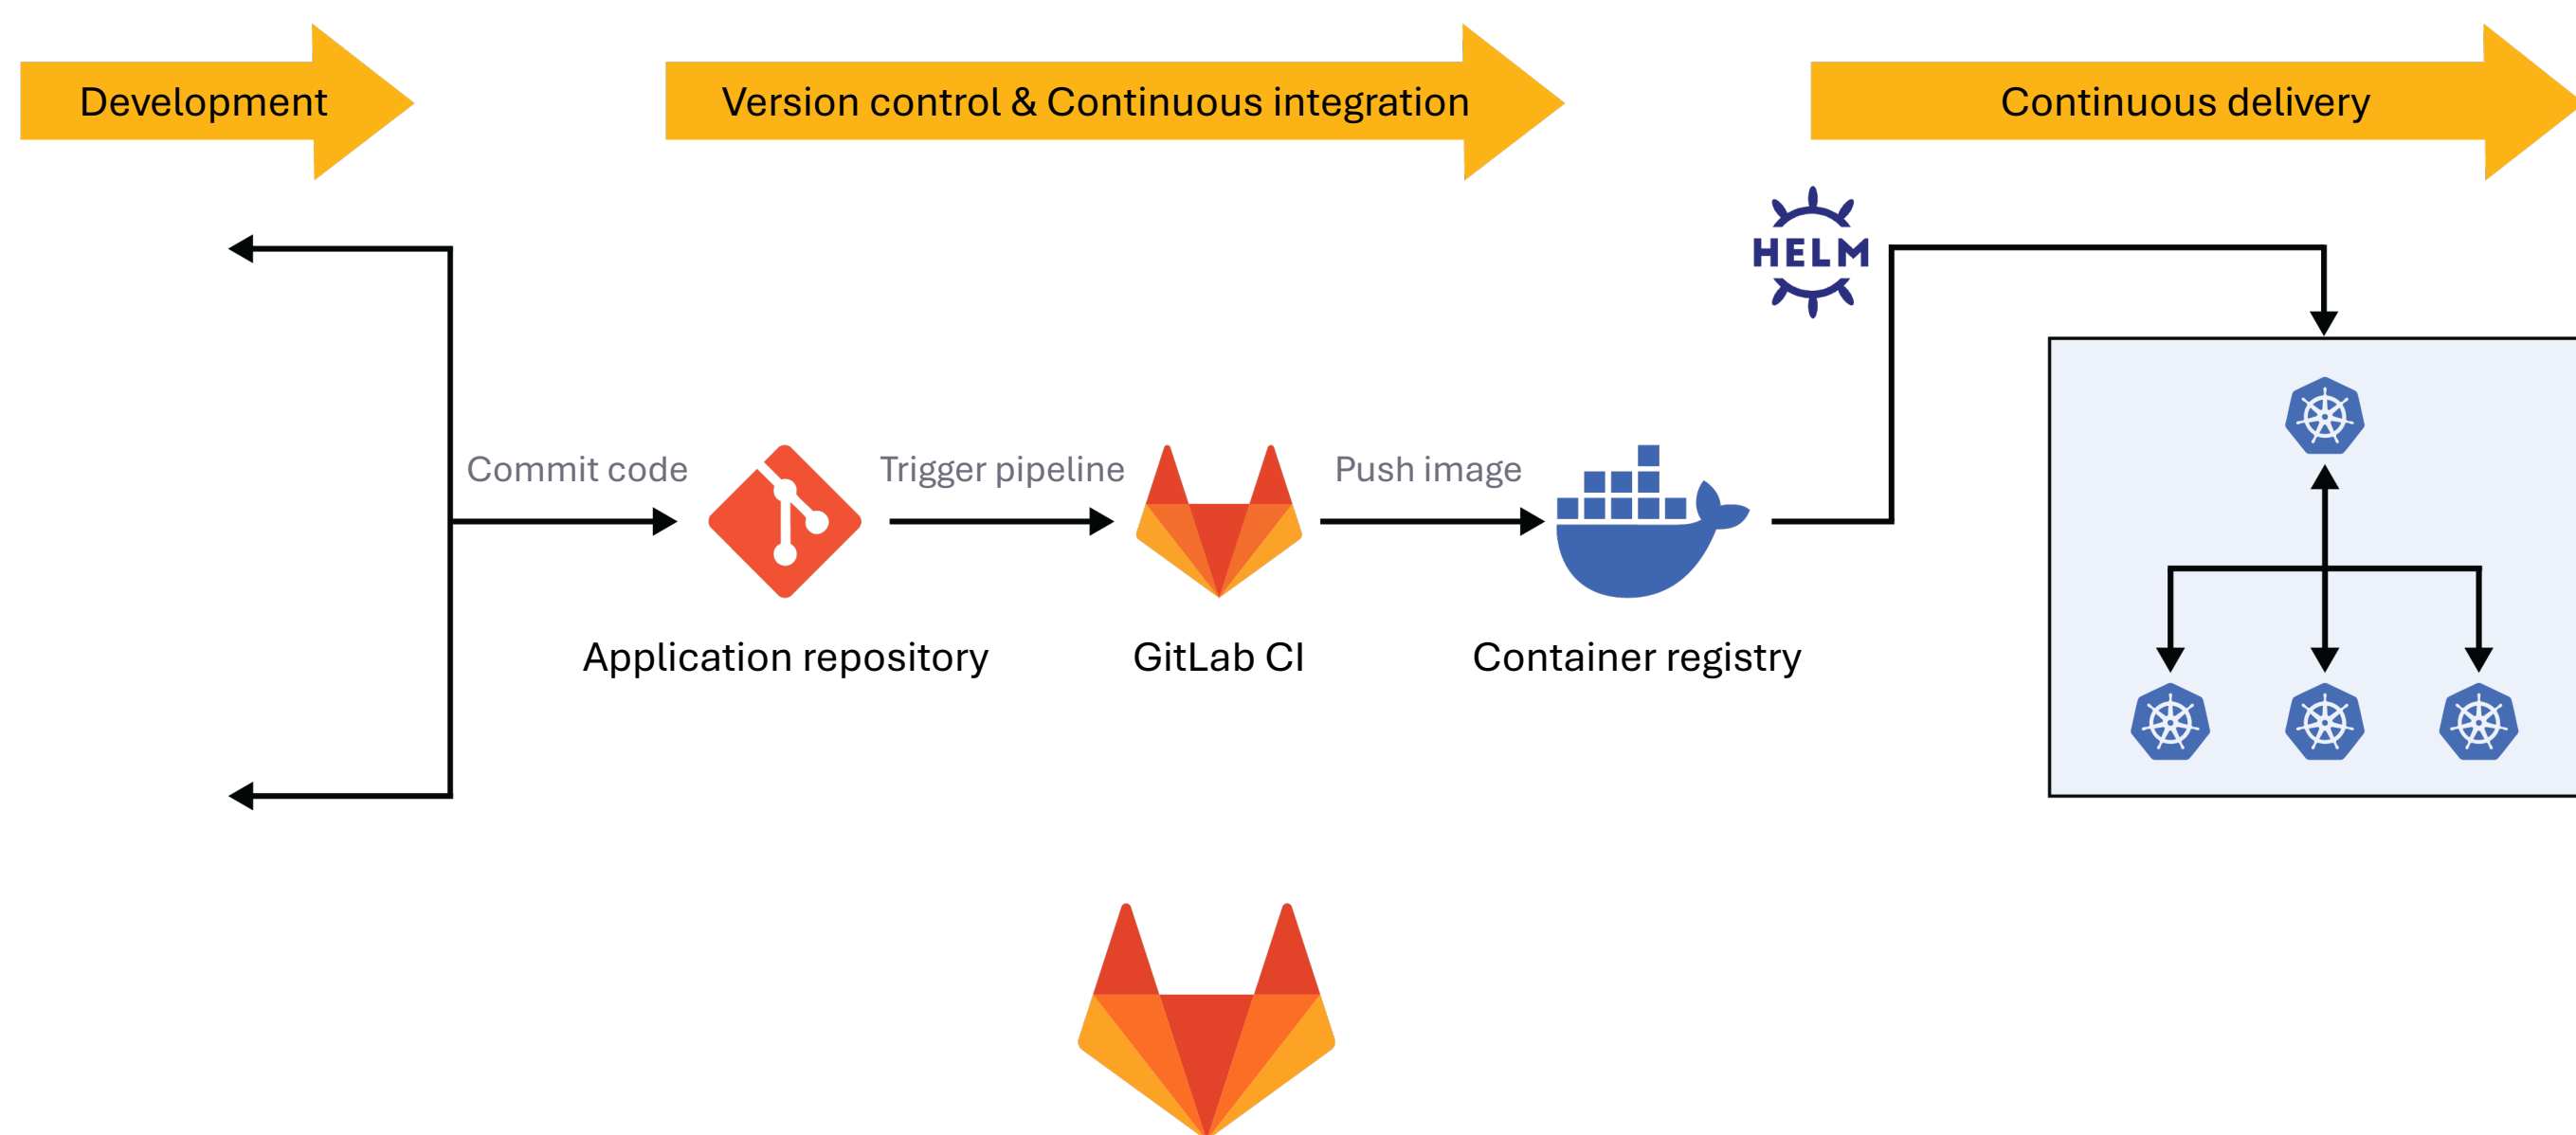 Development
Version control & Continuous integration
Continuous delivery
HELM
Commit code
Trigger pipeline
Push image
Application repository
GitLab CI
Container registry